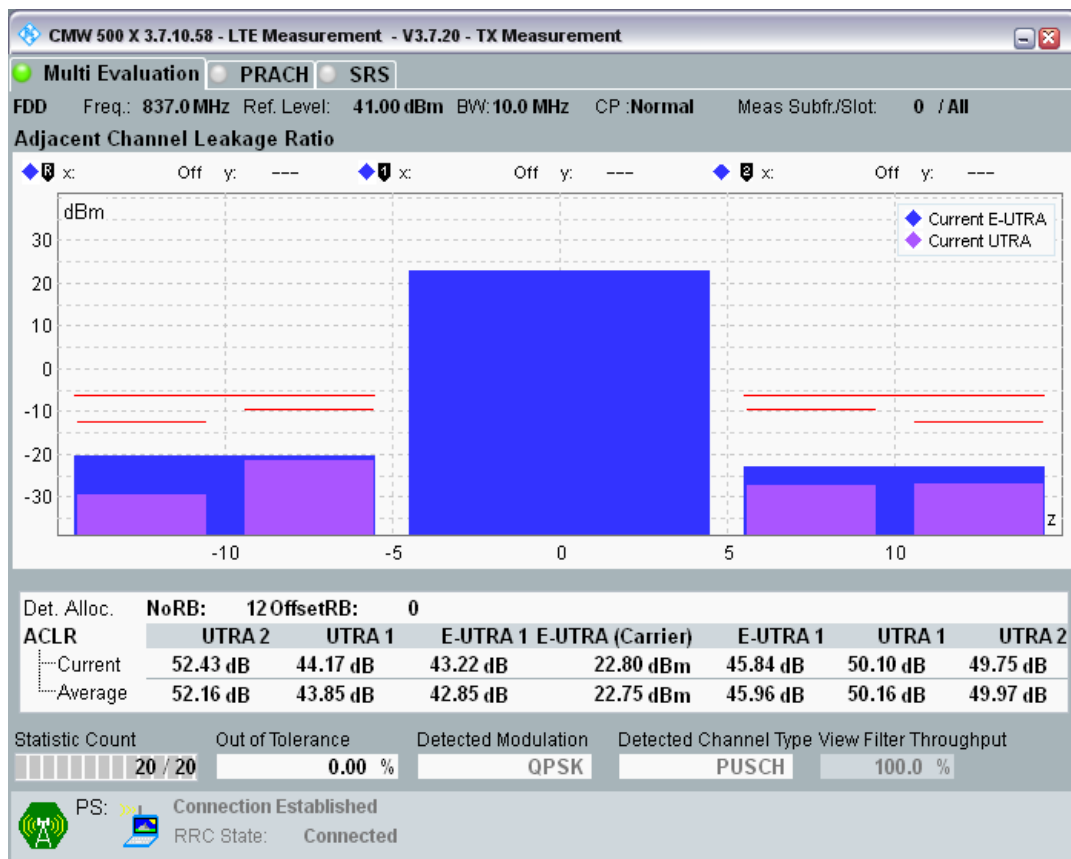 CMW 500 X 3.7.10.58 - LTE Measurement - V3.7.20 - TX Measurement
Multi Evaluation PRACH SRS
FDD Freq.: 837.0 MHz Ref. Level: 41.00 dBm BW: 10.0 MHz CP :Normal Meas Subfr./Slot: 0 / All
Adjacent Channel Leakage Ratio
R x: Off y: --- 1 x: Off y: --- 2 x: Off y: ---
dBm
Current E-UTRA
Current UTRA
30
20
10
0
-10
-20
-30
z
-10 -5 0 5 10
Det. Alloc. NoRB: 12 OffsetRB: 0
ACLR UTRA 2 UTRA 1 E-UTRA 1 E-UTRA (Carrier) E-UTRA 1 UTRA 1 UTRA 2
Current 52.43 dB 44.17 dB 43.22 dB 22.80 dBm 45.84 dB 50.10 dB 49.75 dB
Average 52.16 dB 43.85 dB 42.85 dB 22.75 dBm 45.96 dB 50.16 dB 49.97 dB
Statistic Count Out of Tolerance Detected Modulation Detected Channel Type View Filter Throughput
20 / 20 0.00 % QPSK PUSCH 100.0 %
PS: Connection Established
RRC State: Connected